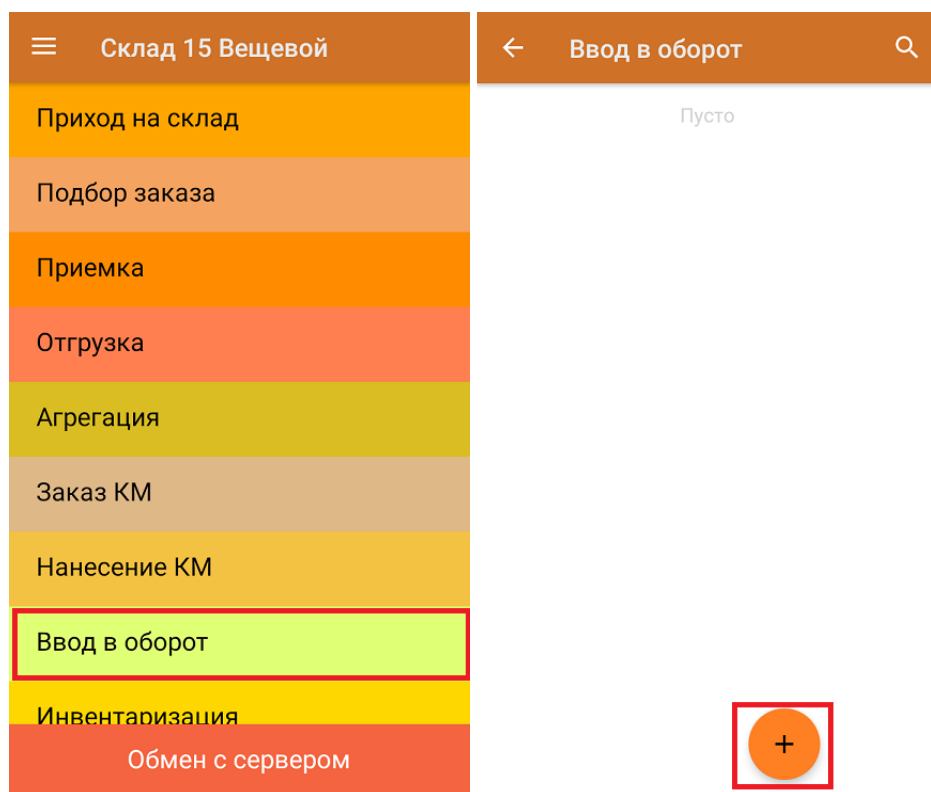 Склад 15 Вещевой
Приход на склад
Подбор заказа
Приемка
Отгрузка
Агрегация
Заказ КМ
Нанесение КМ
Ввод в оборот
Инвентаризация
Обмен с сервером
Ввод в оборот
Пусто
+